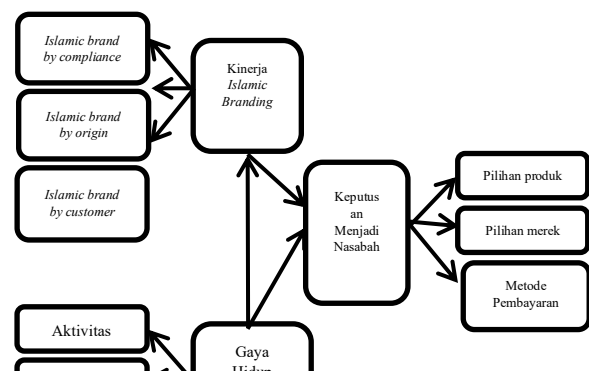 Islamic brand
by compliance
Kinerja
Islamic
Branding
Islamic brand
by origin
Islamic brand
by customer
Keputus
an
Menjadi
Nasabah
Pilihan produk
Pilihan merek
Metode
Pembayaran
Aktivitas
Gaya
Hidup